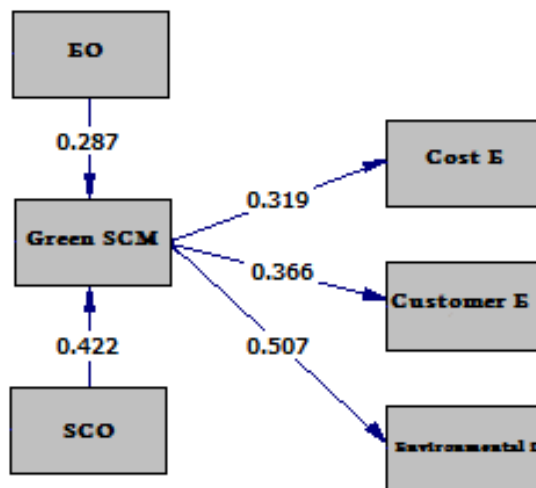 EO
0.287
Cost E
0.319
Green SCM
0.366
Customer E
0.422
0.507
SCO
Environmental